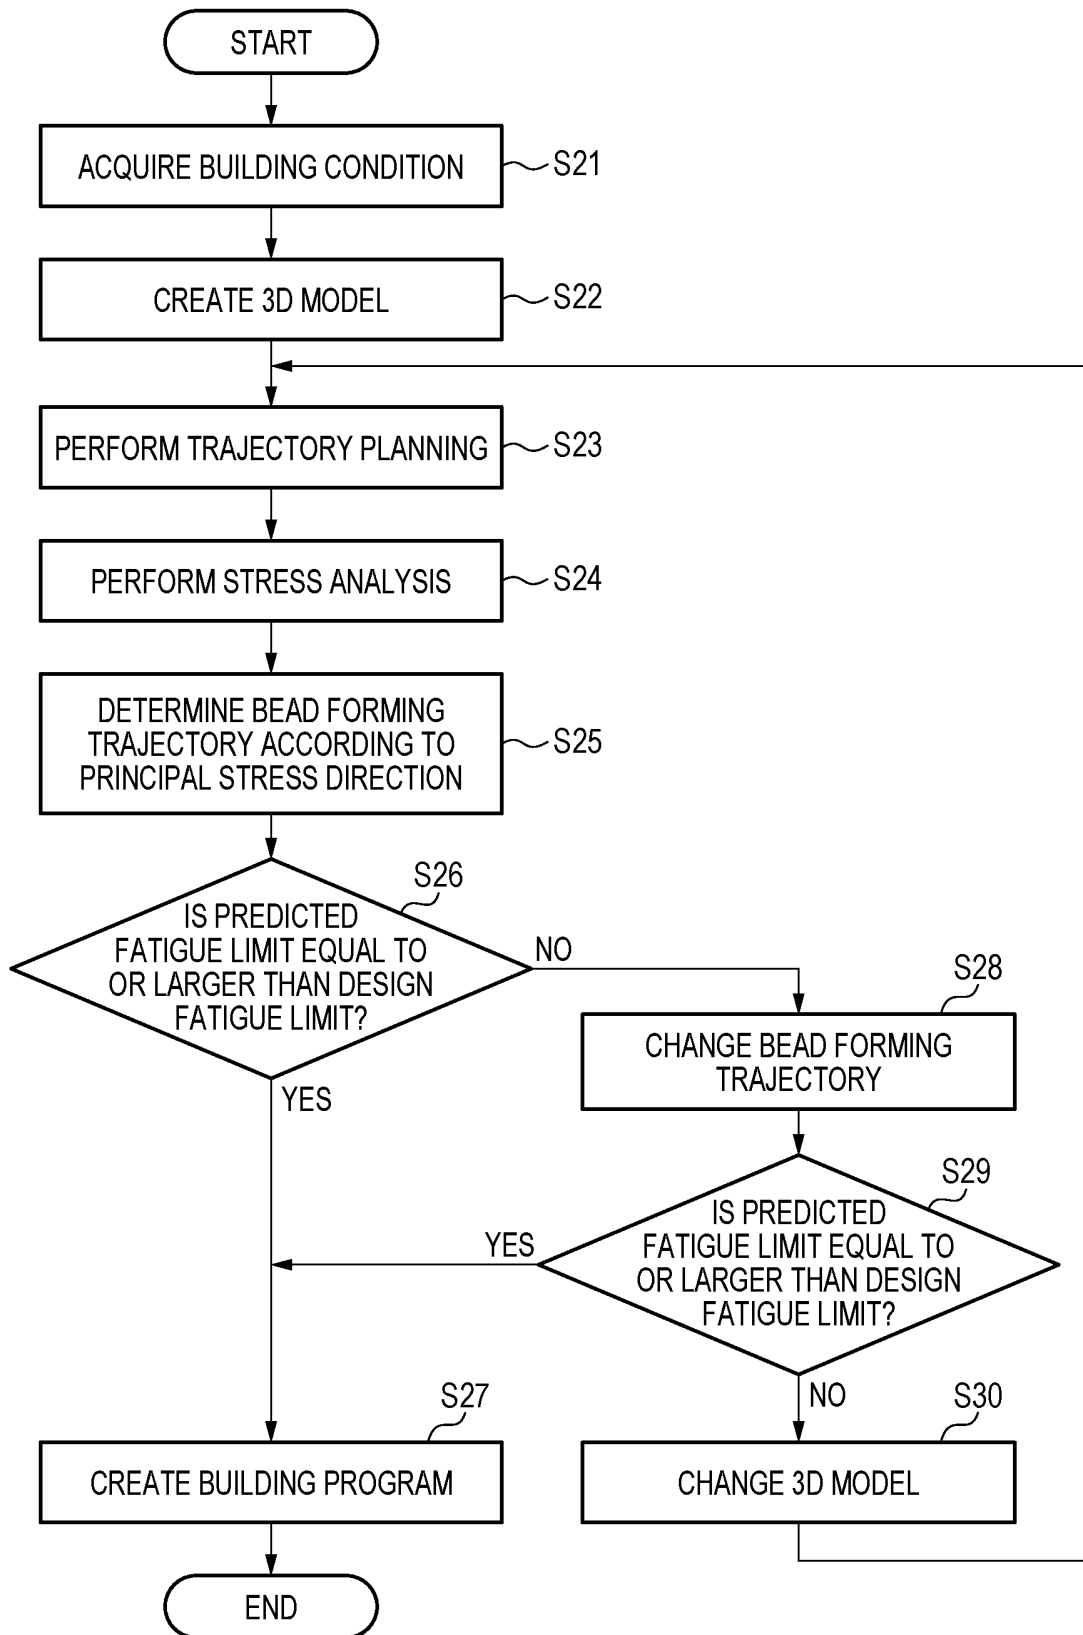 START
ACQUIRE BUILDING CONDITION
S21
CREATE 3D MODEL
S22
PERFORM TRAJECTORY PLANNING
S23
PERFORM STRESS ANALYSIS
S24
DETERMINE BEAD FORMING
TRAJECTORY ACCORDING TO
PRINCIPAL STRESS DIRECTION
S25
S26
IS PREDICTED
FATIGUE LIMIT EQUAL TO
OR LARGER THAN DESIGN
FATIGUE LIMIT?
NO
YES
S28
CHANGE BEAD FORMING
TRAJECTORY
S29
IS PREDICTED
FATIGUE LIMIT EQUAL TO
OR LARGER THAN DESIGN
FATIGUE LIMIT?
YES
NO
S27
CREATE BUILDING PROGRAM
S30
CHANGE 3D MODEL
END